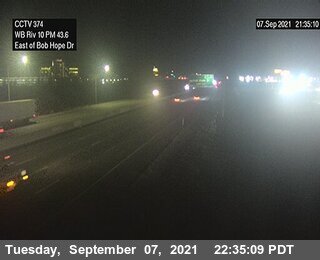 CCTV 374
WB Riv 10 PM 43.6
East of Bob Hope Dr
07.Sep 2021 21:35:10
Tuesday, September 07, 2021 22:35:09 PDT